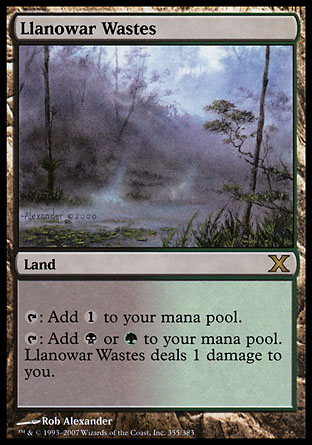 Llanowar Wastes
Alexander © 2000
Land
X
: Add 1 to your mana pool.
: Add or to your mana pool.
Llanowar Wastes deals 1 damage to
you.
Rob Alexander
™ & © 1993–2007 Wizards of the Coast, Inc. 355/383